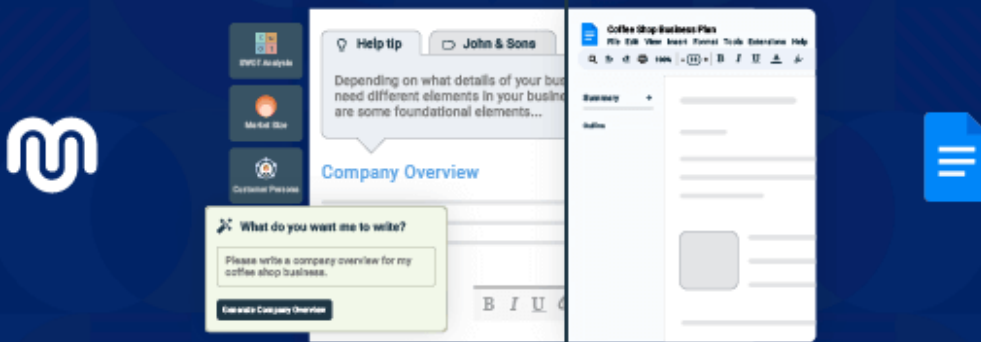 SWOT Analysis
Market Size
Customer Persona
Help tip
John & Sons
Depending on what details of your bus
need different elements in your busine
are some foundational elements...
Company Overview
What do you want me to write?
Please write a company overview for my
coffee shop business.
Generate Company Overview
B I U
Coffee Shop Business Plan
File Edit View Insert Format Tools Extensions Help
100% - 11 + B I U A
Summary +
Outline